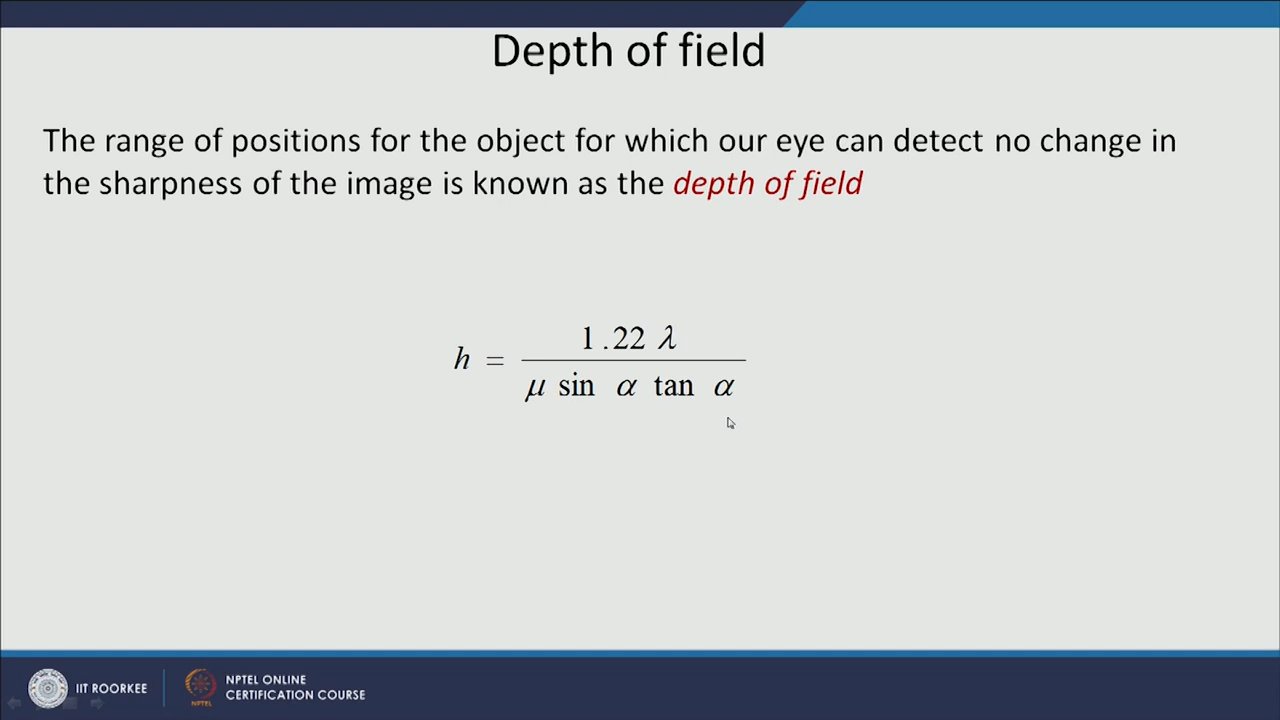 Depth of field
The range of positions for the object for which our eye can detect no change in
the sharpness of the image is known as the depth of field
h = 1.22 λ / μ sin α tan α
IIT ROORKEE
NPTEL ONLINE
CERTIFICATION COURSE
NPTEL